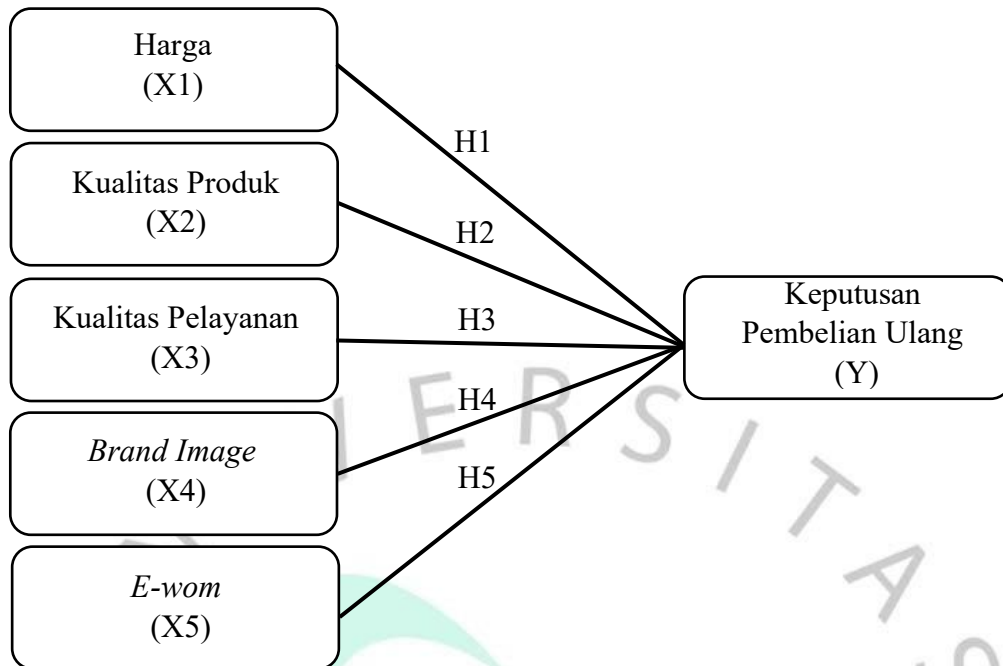 Harga
(X1)
Kualitas Produk
(X2)
Kualitas Pelayanan
(X3)
Brand Image
(X4)
E-wom
(X5)
H1
H2
H3
H4
H5
Keputusan
Pembelian Ulang
(Y)
ERSITAS